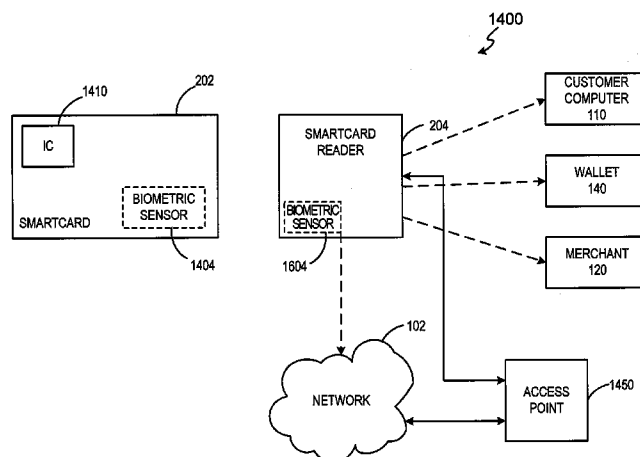 1400
1410
202
IC
BIOMETRIC
SENSOR
SMARTCARD
1404
SMARTCARD
READER
204
BIOMETRIC
SENSOR
1604
CUSTOMER
COMPUTER
110
WALLET
140
MERCHANT
120
102
NETWORK
ACCESS
POINT
1450